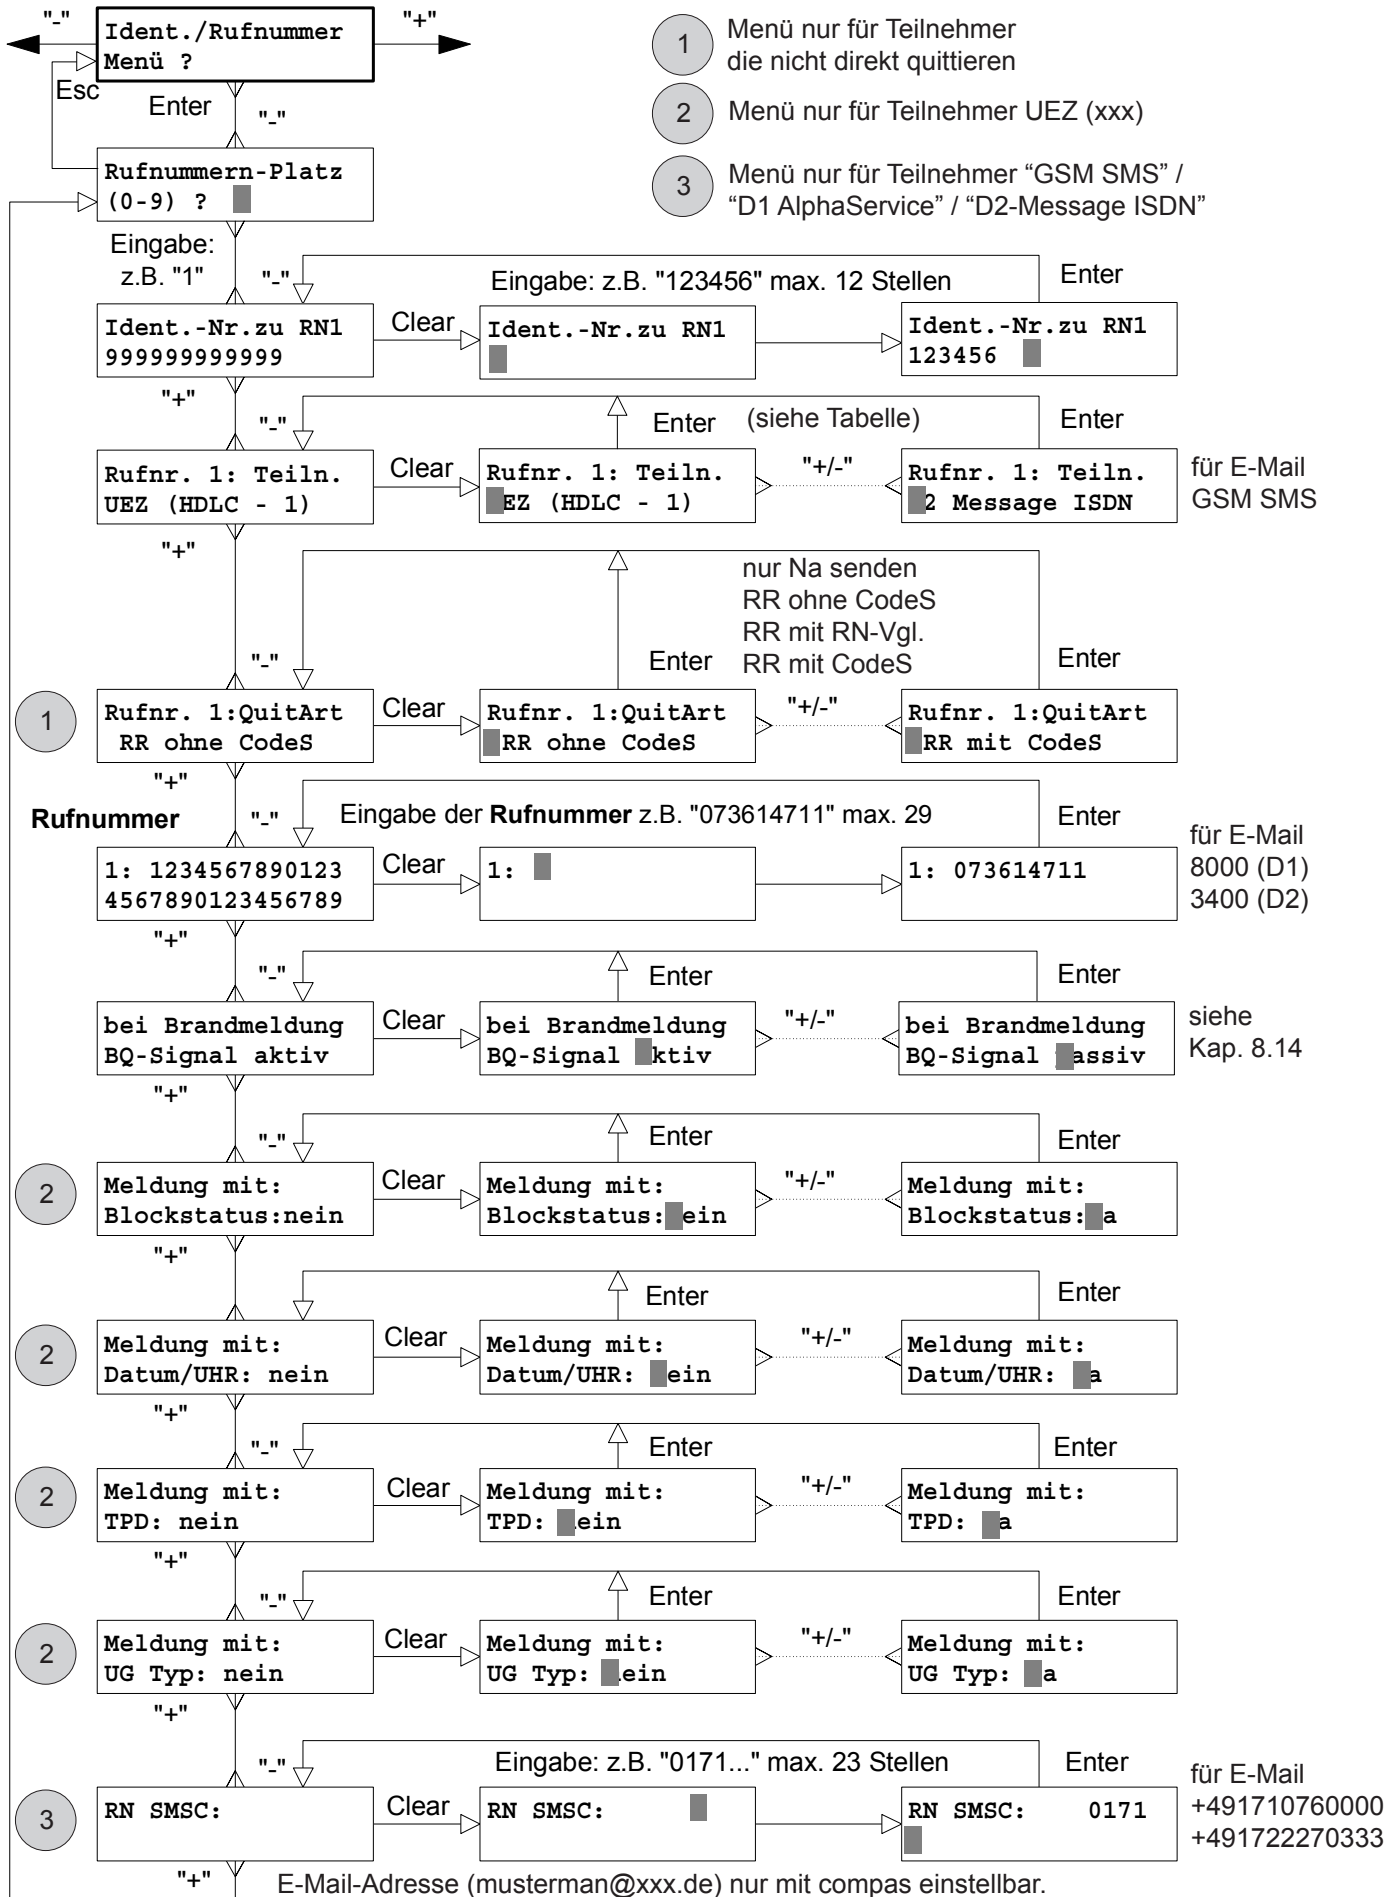 "-"
Ident./Rufnummer
Menü ?
"+"
Esc
Enter
"-"
1
Menü nur für Teilnehmer
die nicht direkt quittieren
2
Menü nur für Teilnehmer UEZ (xxx)
3
Menü nur für Teilnehmer “GSM SMS” /
“D1 AlphaService” / “D2-Message ISDN”
Rufnummern-Platz
(0-9) ?
Eingabe:
z.B. "1"
"-"
Eingabe: z.B. "123456" max. 12 Stellen
Enter
Ident.-Nr.zu RN1
999999999999
Clear
Ident.-Nr.zu RN1
Ident.-Nr.zu RN1
123456
"+"
"-"
Enter
(siehe Tabelle)
Enter
Rufnr. 1: Teiln.
UEZ (HDLC - 1)
Clear
Rufnr. 1: Teiln.
EZ (HDLC - 1)
"+/-"
Rufnr. 1: Teiln.
2 Message ISDN
für E-Mail
GSM SMS
"+"
nur Na senden
RR ohne CodeS
RR mit RN-Vgl.
RR mit CodeS
"-"
Enter
Enter
1
Rufnr. 1:QuitArt
RR ohne CodeS
Clear
Rufnr. 1:QuitArt
RR ohne CodeS
"+/-"
Rufnr. 1:QuitArt
RR mit CodeS
"+"
Rufnummer
"-"
Eingabe der Rufnummer z.B. "073614711" max. 29
Enter
1: 1234567890123
4567890123456789
Clear
1:
1: 073614711
für E-Mail
8000 (D1)
3400 (D2)
"+"
"-"
Enter
Enter
bei Brandmeldung
BQ-Signal aktiv
Clear
bei Brandmeldung
BQ-Signal ktiv
"+/-"
bei Brandmeldung
BQ-Signal passiv
siehe
Kap. 8.14
"+"
"-"
Enter
Enter
2
Meldung mit:
Blockstatus:nein
Clear
Meldung mit:
Blockstatus: ein
"+/-"
Meldung mit:
Blockstatus: a
"+"
Enter
Enter
2
Meldung mit:
Datum/UHR: nein
Clear
Meldung mit:
Datum/UHR: ein
"+/-"
Meldung mit:
Datum/UHR: a
"+"
"-"
Enter
Enter
2
Meldung mit:
TPD: nein
Clear
Meldung mit:
TPD: ein
"+/-"
Meldung mit:
TPD: a
"+"
"-"
Enter
Enter
2
Meldung mit:
UG Typ: nein
Clear
Meldung mit:
UG Typ: ein
"+/-"
Meldung mit:
UG Typ: a
"+"
"-"
Eingabe: z.B. "0171..." max. 23 Stellen
Enter
3
RN SMSC:
Clear
RN SMSC:
RN SMSC: 0171
für E-Mail
+491710760000
+491722270333
"+"
E-Mail-Adresse (musterman@xxx.de) nur mit compas einstellbar.